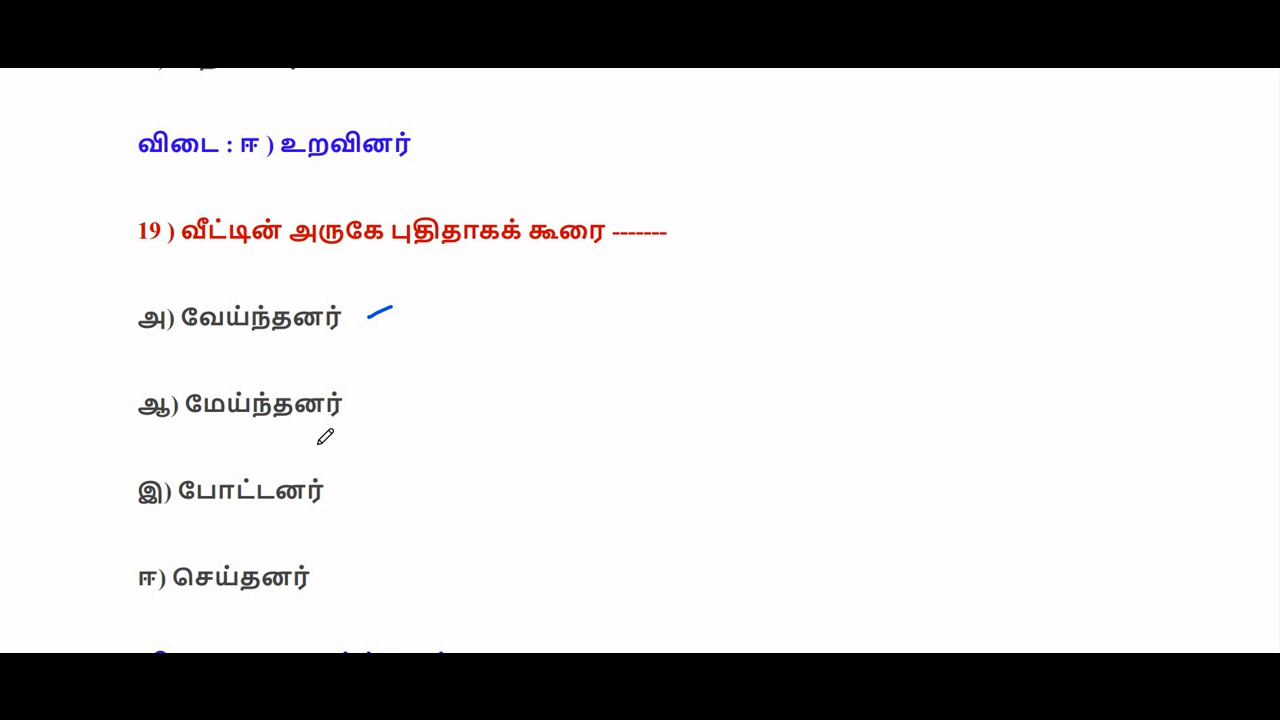 விடை : ஈ ) உறவினர்
19 ) வீட்டின் அருகே புதிதாகக் கூரை -------
அ) வேய்ந்தனர்
ஆ) மேய்ந்தனர்
இ) போட்டனர்
ஈ) செய்தனர்